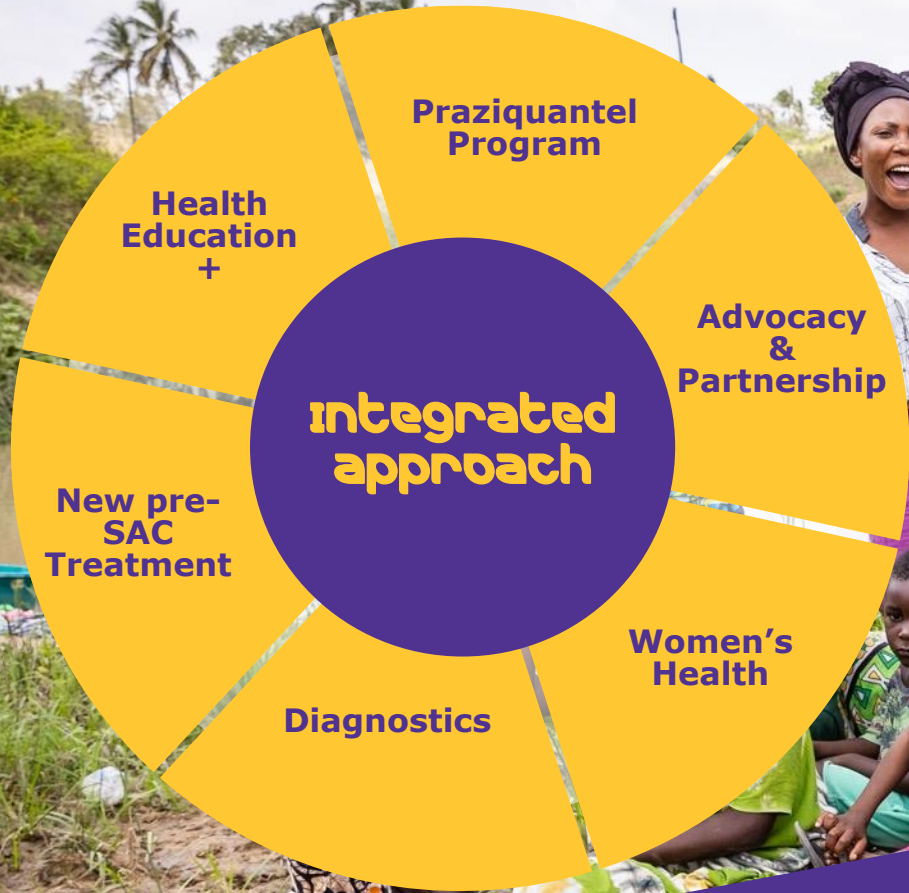 Praziquantel
Program
Health
Education
+
Advocacy
&
Partnership
Integrated
approach
New pre-
SAC
Treatment
Women’s
Health
Diagnostics